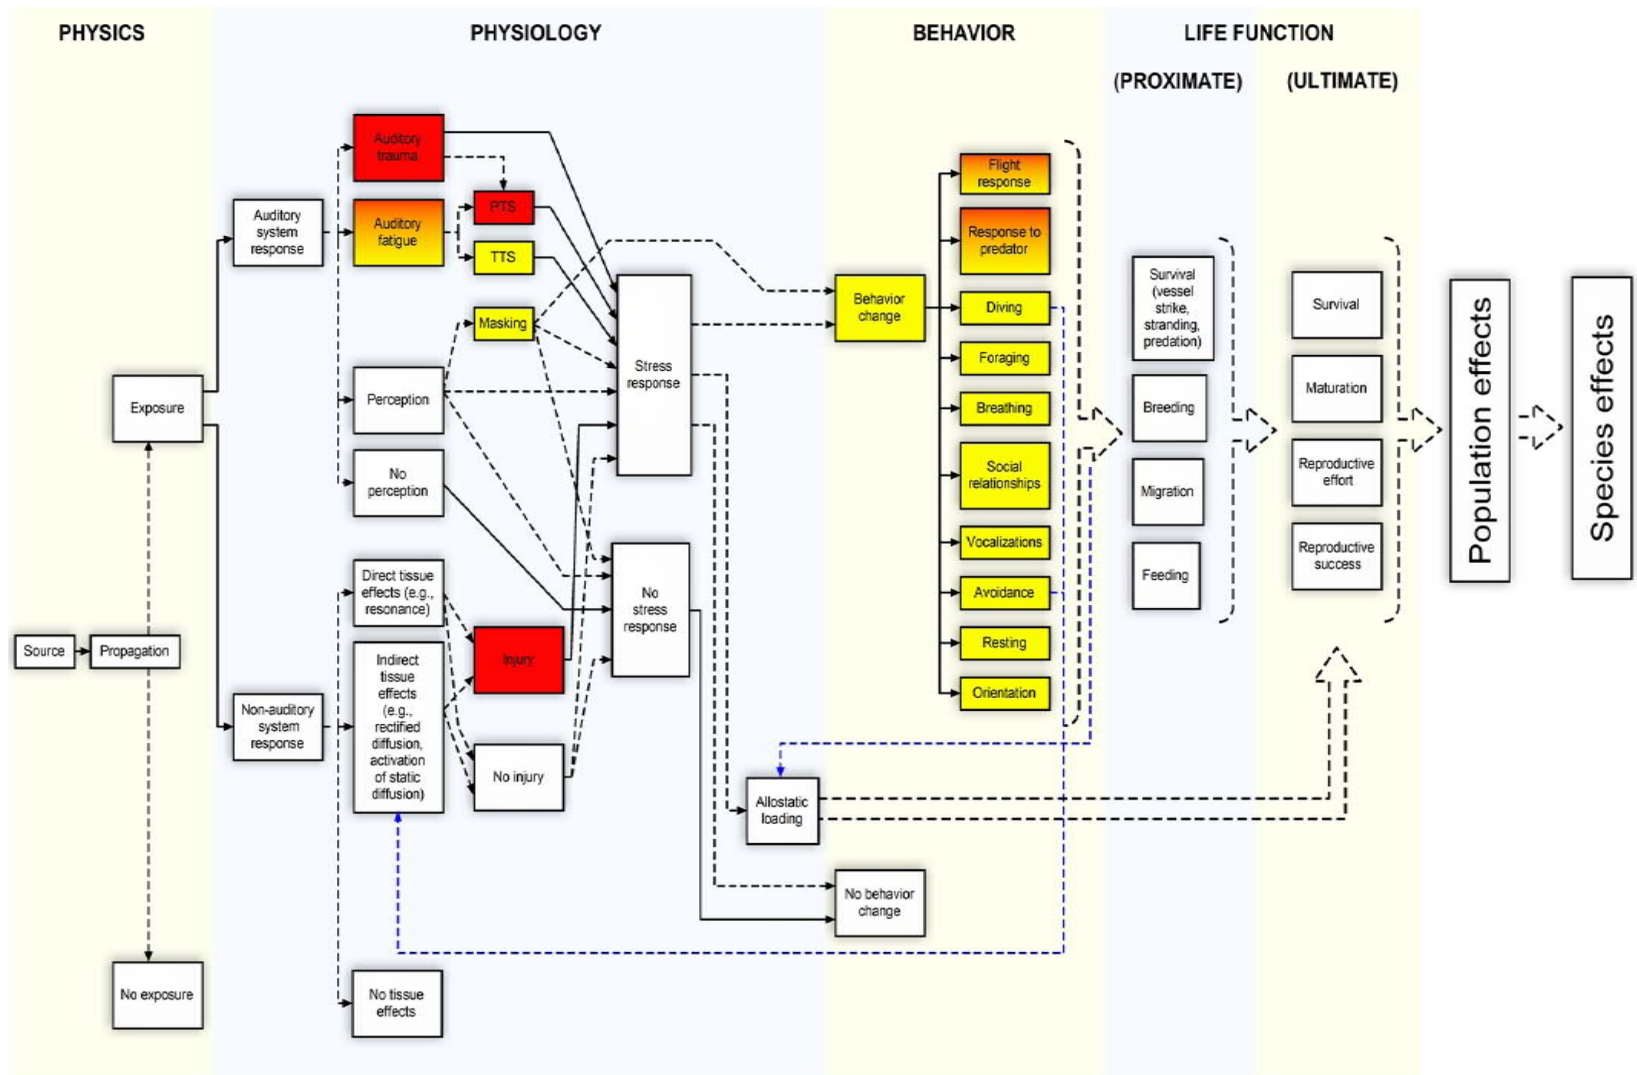 PHYSICS
PHYSIOLOGY
BEHAVIOR
LIFE FUNCTION
(PROXIMATE)
(ULTIMATE)
Source
Propagation
Exposure
No exposure
Auditory
system
response
Non-auditory
system
response
Auditory
trauma
Auditory
fatigue
Perception
No
perception
Direct tissue
effects (e.g.,
resonance)
Indirect
tissue
effects
(e.g.,
rectified
diffusion,
activation
of static
diffusion)
No tissue
effects
PTS
TTS
Masking
Injury
No injury
Stress
response
No
stress
response
Allostatic
loading
Behavior
change
No behavior
change
Flight
response
Response to
predator
Diving
Foraging
Breathing
Social
relationships
Vocalizations
Avoidance
Resting
Orientation
Survival
(vessel
strike,
stranding,
predation)
Breeding
Migration
Feeding
Survival
Maturation
Reproductive
effort
Reproductive
success
Population effects
Species effects